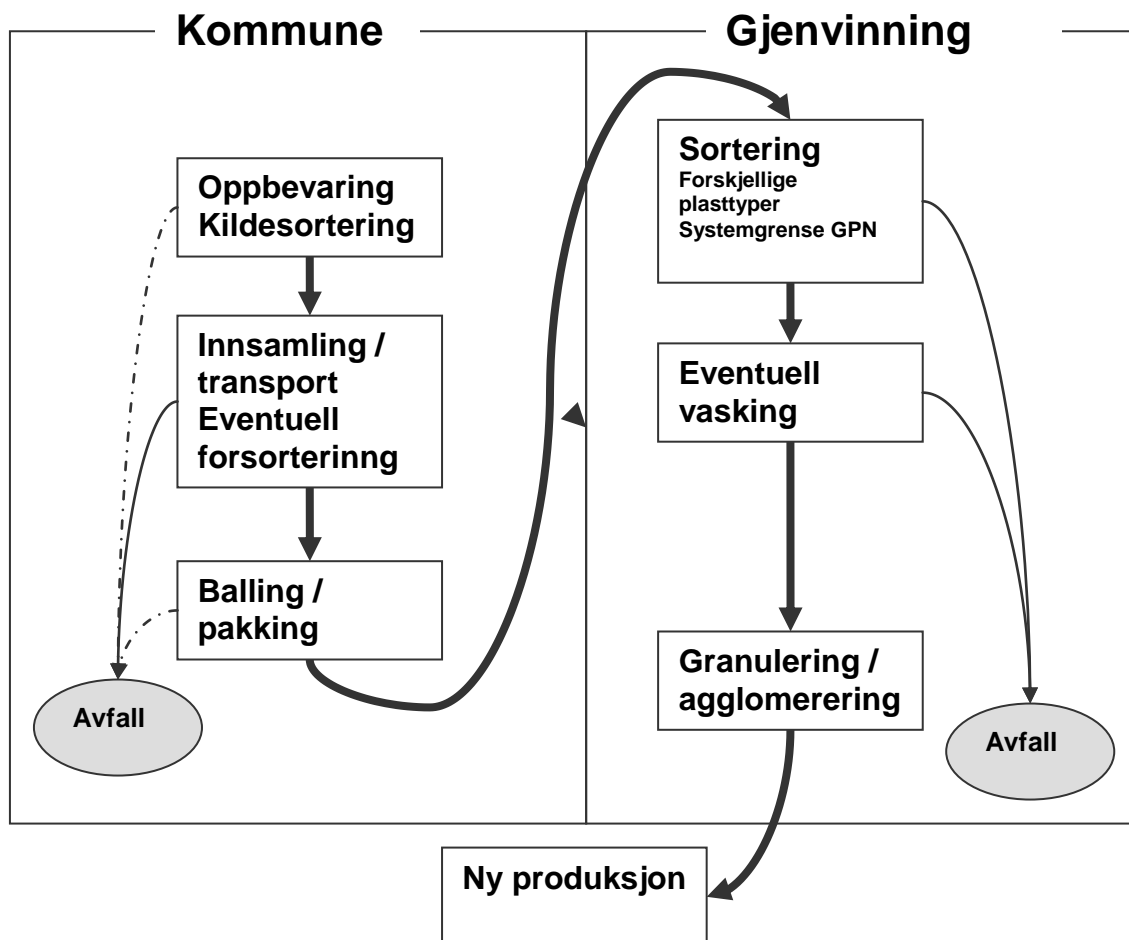 Kommune
Oppbevaring
Kildesortering
Innsamling /
transport
Eventuell
forsorterinng
Balling /
pakking
Avfall
Gjenvinning
Sortering
Forskjellige
plasttyper
Systemgrense GPN
Eventuell
vasking
Granulering /
agglomerering
Avfall
Ny produksjon